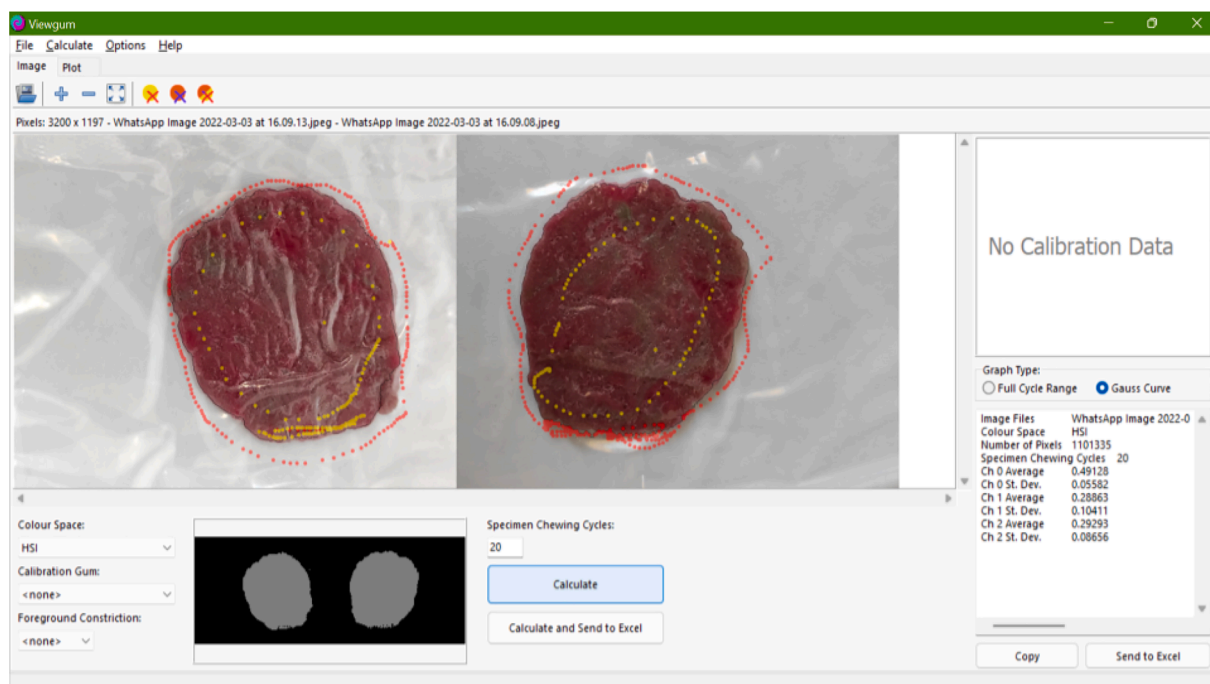 Viewgum
File Calculate Options Help
Image Plot
Pixels: 3200 x 1197 - WhatsApp Image 2022-03-03 at 16.09.13.jpeg - WhatsApp Image 2022-03-03 at 16.09.08.jpeg
No Calibration Data
Graph Type:
Full Cycle Range Gauss Curve
Image Files WhatsApp Image 2022-0
Colour Space HSI
Number of Pixels 1101335
Specimen Chewing Cycles 20
Ch 0 Average 0.49128
Ch 0 St. Dev. 0.05582
Ch 1 Average 0.28863
Ch 1 St. Dev. 0.10411
Ch 2 Average 0.29293
Ch 2 St. Dev. 0.08656
Copy Send to Excel
Colour Space:
HSI
Calibration Gum:
<none>
Foreground Constriction:
<none>
Specimen Chewing Cycles:
20
Calculate
Calculate and Send to Excel